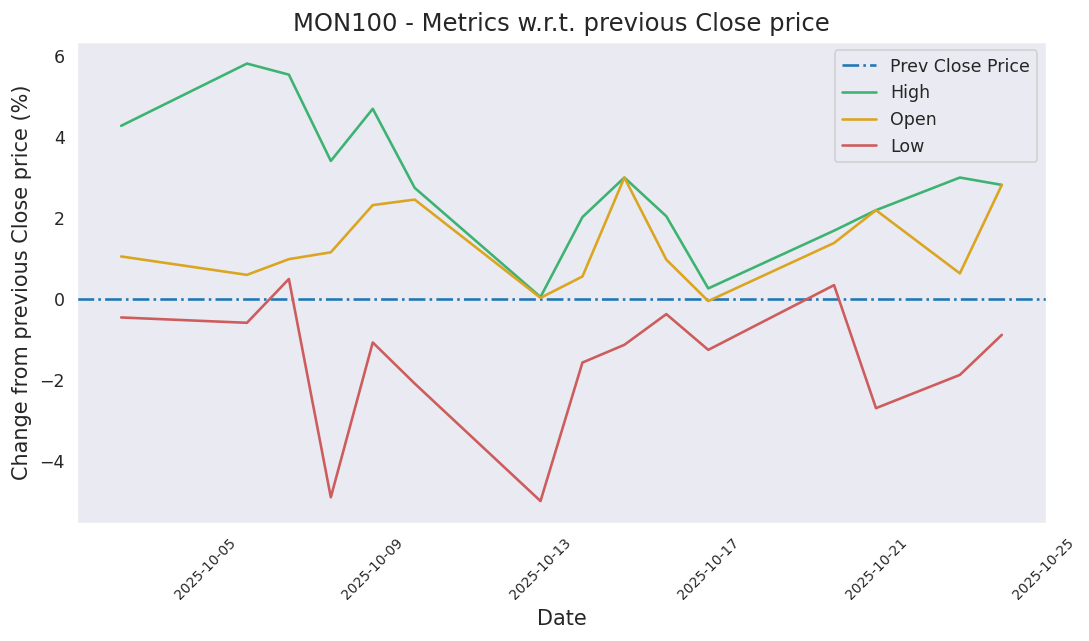 MON100 - Metrics w.r.t. previous Close price
Change from previous Close price (%)
6
4
2
0
−2
−4
Prev Close Price
High
Open
Low
2025-10-05
2025-10-09
2025-10-13
2025-10-17
2025-10-21
2025-10-25
Date